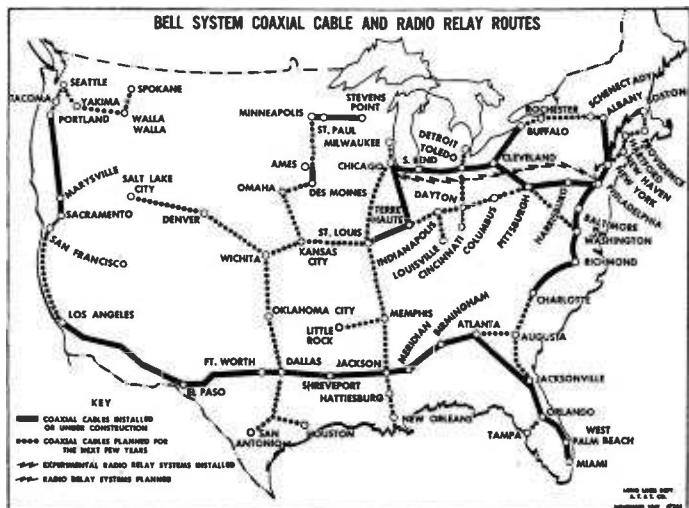 BELL SYSTEM COAXIAL CABLE AND RADIO RELAY ROUTES
SEATTLE
SPOKANE
TACOMA
YAKIMA
PORTLAND
WALLA
WALLA
MINNEAPOLIS
STEVENS
POINT
ST. PAUL
MILWAUKEE
DETROIT
TOLEDO
ROCHESTER
BUFFALO
SCHENECTADY
ALBANY
BOSTON
PROVIDENCE
HARTFORD
NEW HAVEN
NEW YORK
PHILADELPHIA
AMES
CHICAGO
S. BEND
CLEVELAND
MARYSVILLE
SALT LAKE
CITY
OMAHA
DES MOINES
DAYTON
SACRAMENTO
DENVER
ST. LOUIS
TERRE
HAUTE
INDIANAPOLIS
LOUISVILLE
CINCINNATI
COLUMBUS
PITTSBURGH
HARRISBURG
BALTIMORE
WASHINGTON
RICHMOND
SAN FRANCISCO
WICHITA
KANSAS
CITY
CHARLOTTE
LOS ANGELES
OKLAHOMA CITY
LITTLE
ROCK
MEMPHIS
MERIDIAN
BIRMINGHAM
ATLANTA
AUGUSTA
FT. WORTH
DALLAS
JACKSON
EL PASO
SHREVEPORT
HATTIESBURG
JACKSONVILLE
ORLANDO
SAN
ANTONIO
HOUSTON
NEW ORLEANS
TAMPA
WEST
PALM BEACH
MIAMI
KEY
COAXIAL CABLES INSTALLED
OR UNDER CONSTRUCTION
COAXIAL CABLES PLANNED FOR
THE NEXT FEW YEARS
EXPERIMENTAL RADIO RELAY SYSTEMS INSTALLED
RADIO RELAY SYSTEMS PLANNED
LONG LINES DEPT.
A. T. & T. CO.